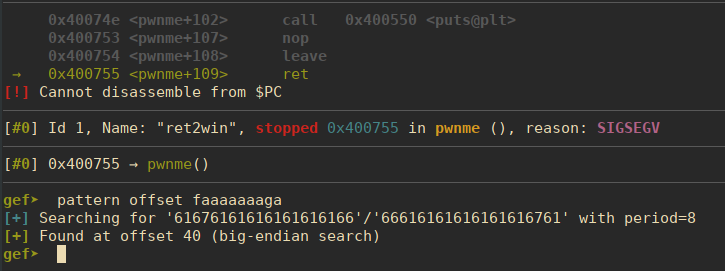 0x40074e <pwnme+102> call 0x400550 <puts@plt>
0x400753 <pwnme+107> nop
0x400754 <pwnme+108> leave
→ 0x400755 <pwnme+109> ret
[!] Cannot disassemble from $PC
[#0] Id 1, Name: "ret2win", stopped 0x400755 in pwnme (), reason: SIGSEGV
[#0] 0x400755 → pwnme()
gef➤ pattern offset faaaaaaaga
[+] Searching for '61676161616161616166'/'66616161616161616761' with period=8
[+] Found at offset 40 (big-endian search)
gef➤